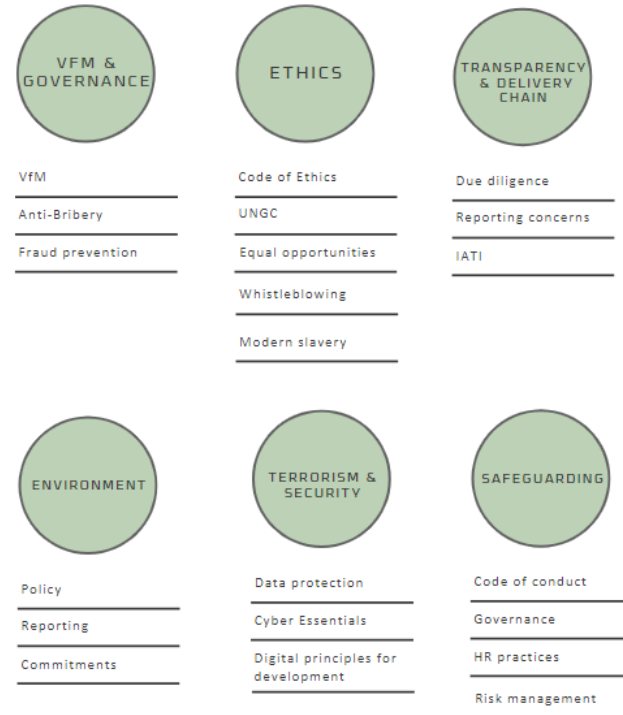 VFM &
GOVERNANCE
VfM
Anti-Bribery
Fraud prevention
ETHICS
Code of Ethics
UNGC
Equal opportunities
Whistleblowing
Modern slavery
TRANSPARENCY
& DELIVERY
CHAIN
Due diligence
Reporting concerns
IATI
ENVIRONMENT
Policy
Reporting
Commitments
TERRORISM &
SECURITY
Data protection
Cyber Essentials
Digital principles for
development
SAFEGUARDING
Code of conduct
Governance
HR practices
Risk management